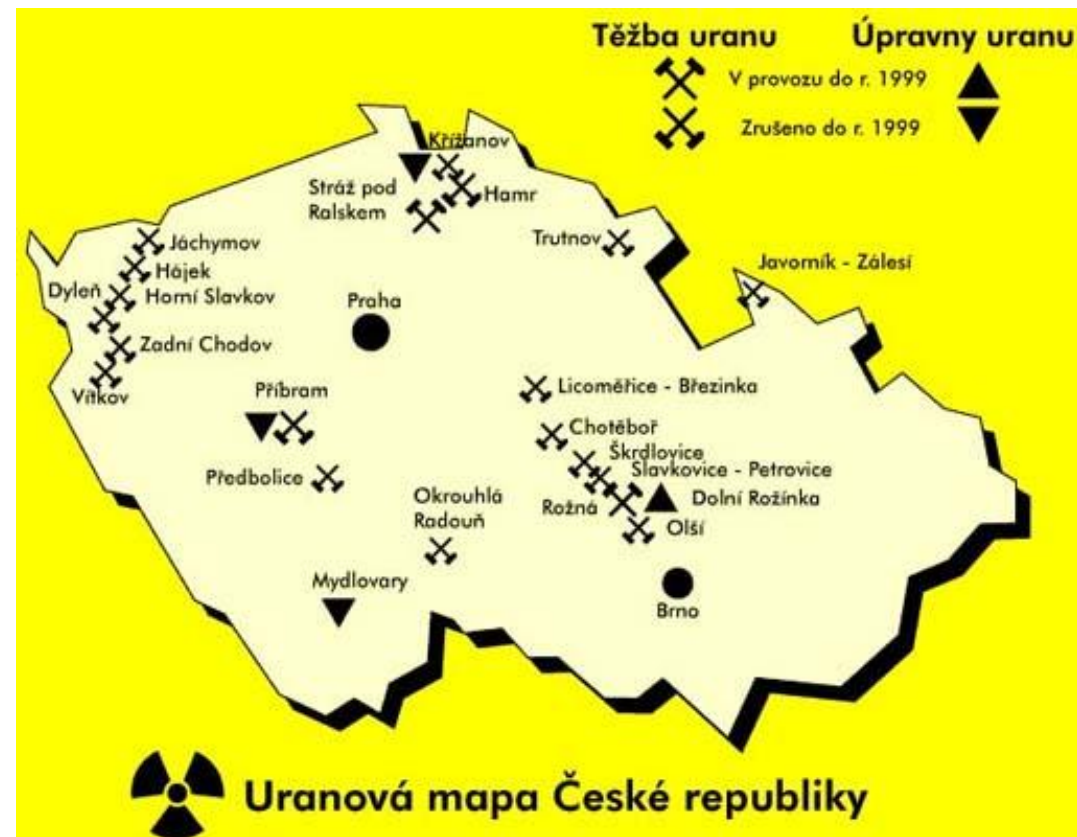 Těžba uranu
Úpravny uranu
V provozu do r. 1999
Zrušeno do r. 1999
Křížanov
Stráž pod
Ralskem
Hamr
Trutnov
Jáchymov
Javorník - Zálesí
Hájek
Dyleň
Horní Slavkov
Praha
Zadní Chodov
Vítkov
Příbram
Licoměřice - Březinka
Chotěboř
Škrdlovice
Předbolice
Slavkovice - Petrovice
Okrouhlá
Radouň
Rožná
Dolní Rožínka
Olší
Mydlovary
Brno
Uranová mapa České republiky